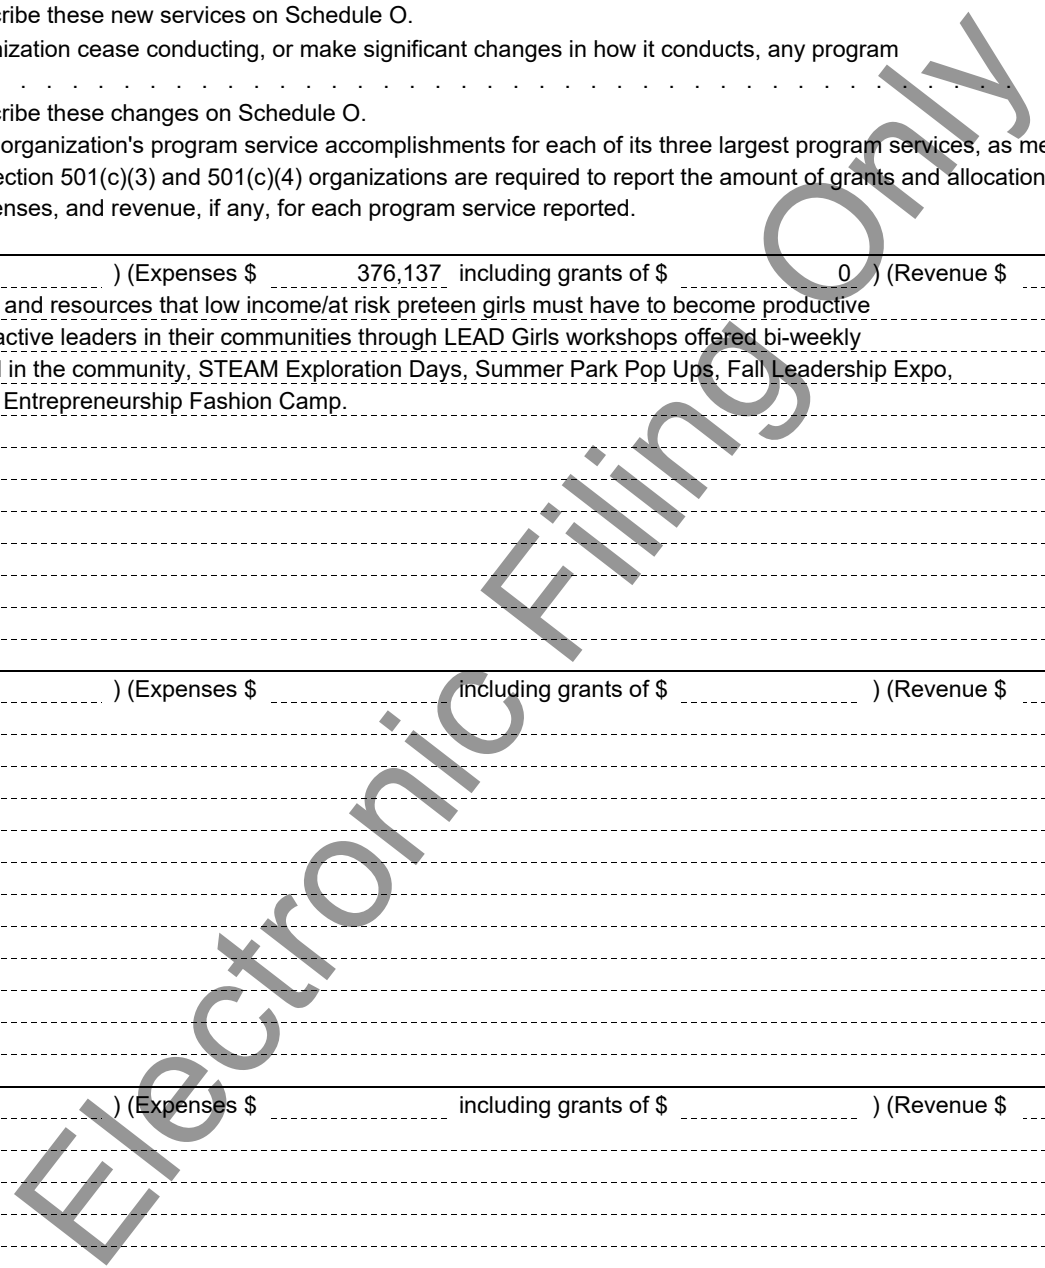 ribe these new services on Schedule O.
nization cease conducting, or make significant changes in how it conducts, any program
. . . . . . . . . . . . . . . . . . . . . . . . . . . . . . . . . . . . . . .
ribe these changes on Schedule O.
organization's program service accomplishments for each of its three largest program services, as me
ection 501(c)(3) and 501(c)(4) organizations are required to report the amount of grants and allocation
enses, and revenue, if any, for each program service reported.
) (Expenses $ 376,137 including grants of $ 0 ) (Revenue $
and resources that low income/at risk preteen girls must have to become productive
active leaders in their communities through LEAD Girls workshops offered bi-weekly
in the community, STEAM Exploration Days, Summer Park Pop Ups, Fall Leadership Expo,
Entrepreneurship Fashion Camp.
) (Expenses $ including grants of $ ) (Revenue $
) (Expenses $ including grants of $ ) (Revenue $
Electronic Filing Only